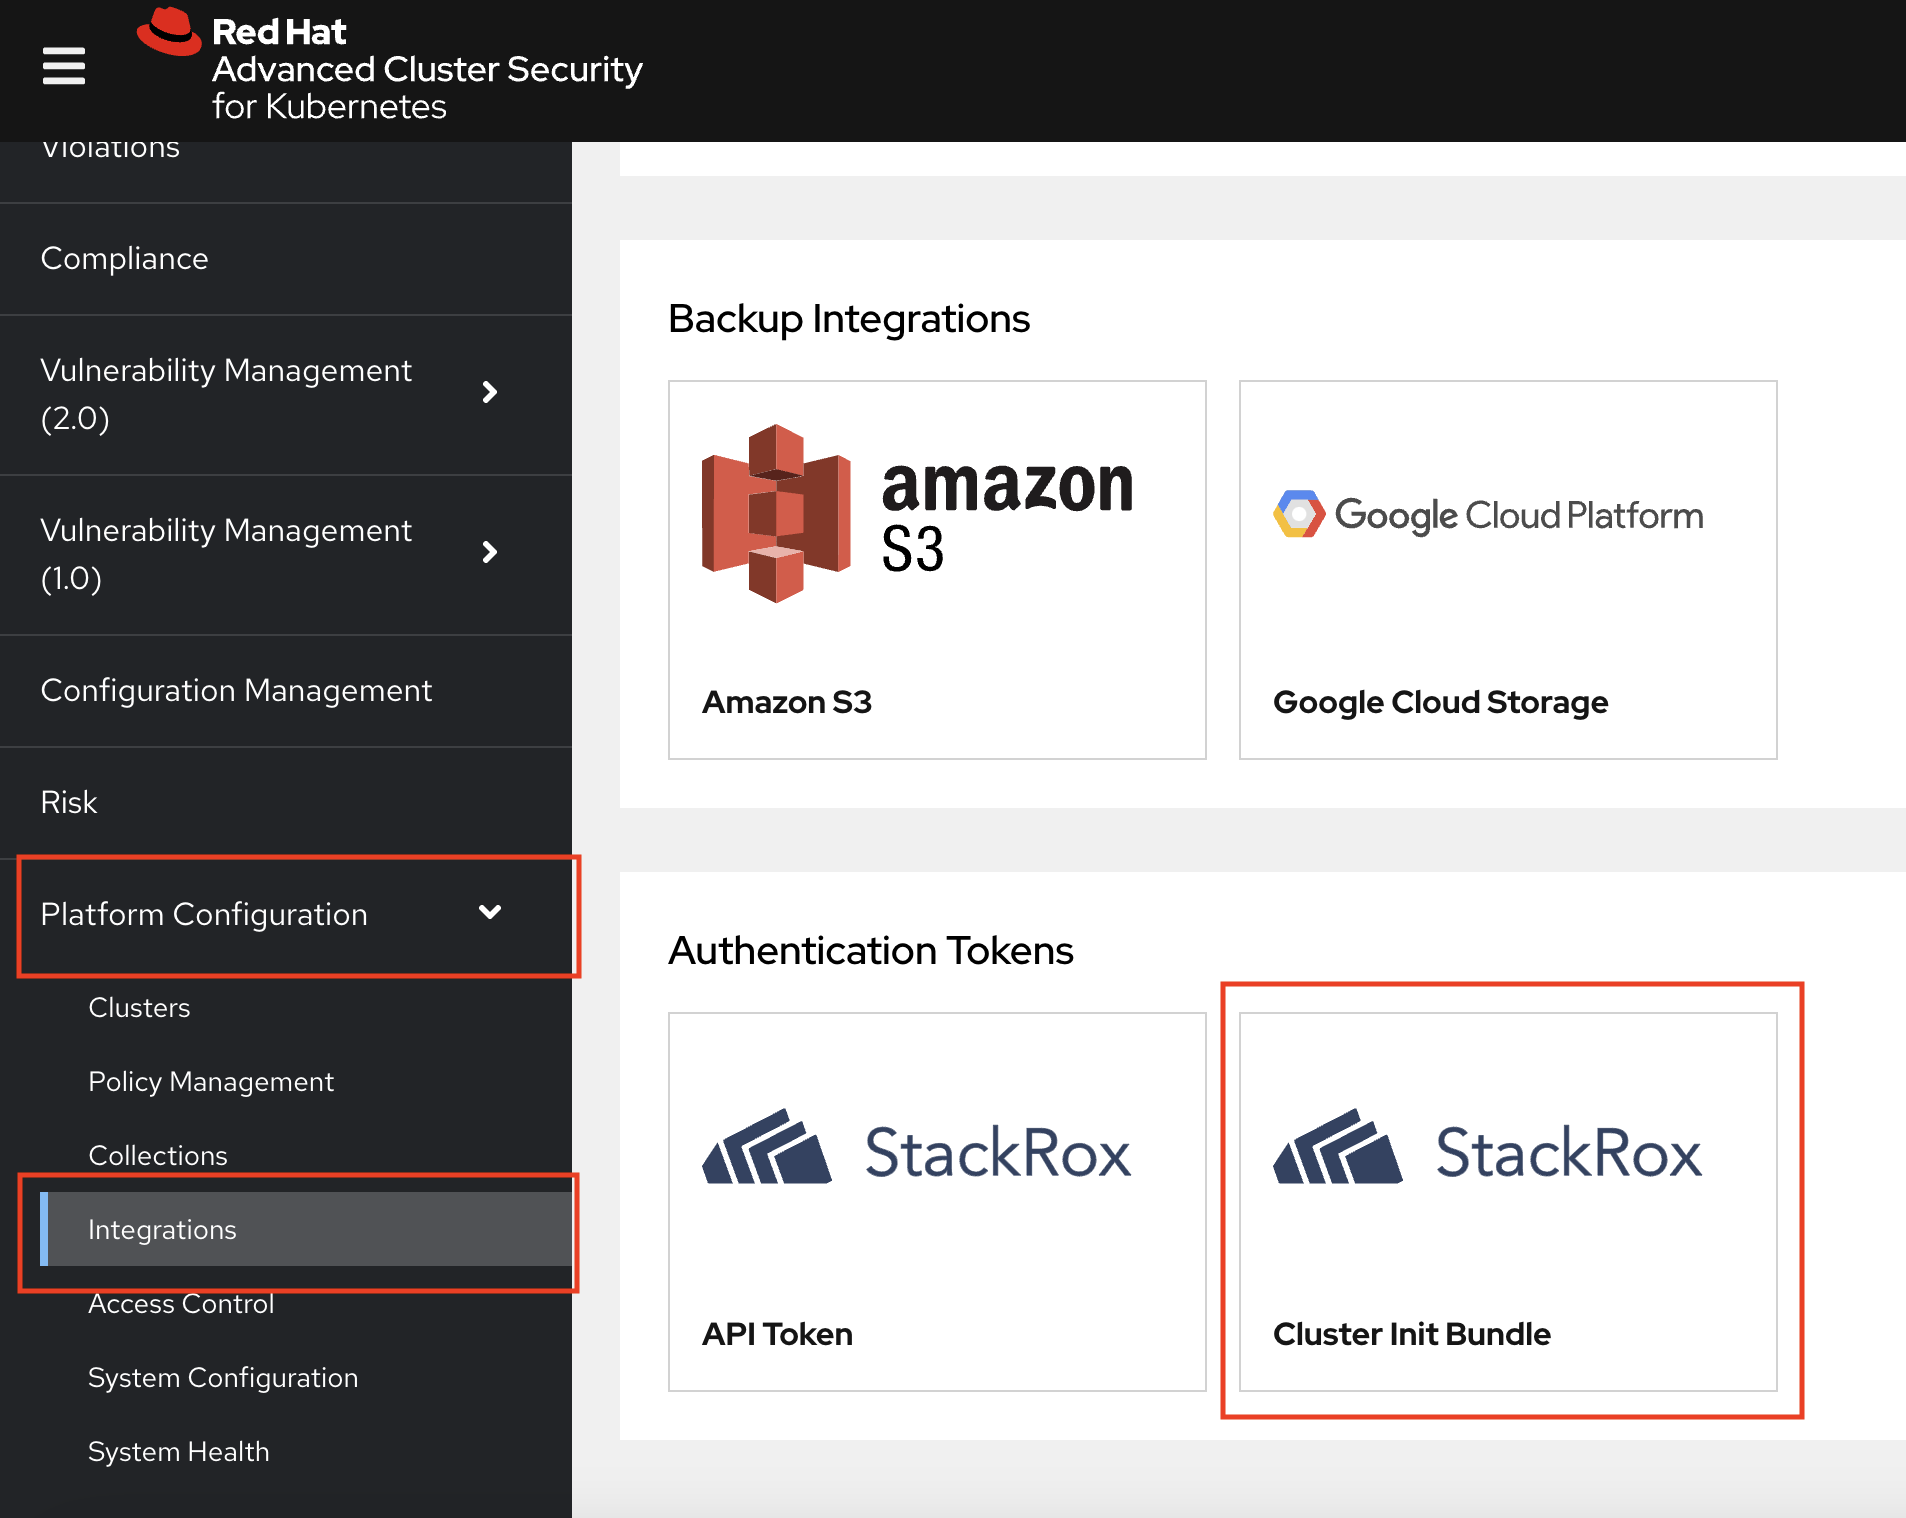 Red Hat
Advanced Cluster Security
for Kubernetes
Violations
Compliance
Vulnerability Management
(2.0)
Vulnerability Management
(1.0)
Configuration Management
Risk
Platform Configuration
Clusters
Policy Management
Collections
Integrations
Access Control
System Configuration
System Health
Backup Integrations
amazon
S3
Amazon S3
Google Cloud Platform
Google Cloud Storage
Authentication Tokens
StackRox
API Token
StackRox
Cluster Init Bundle